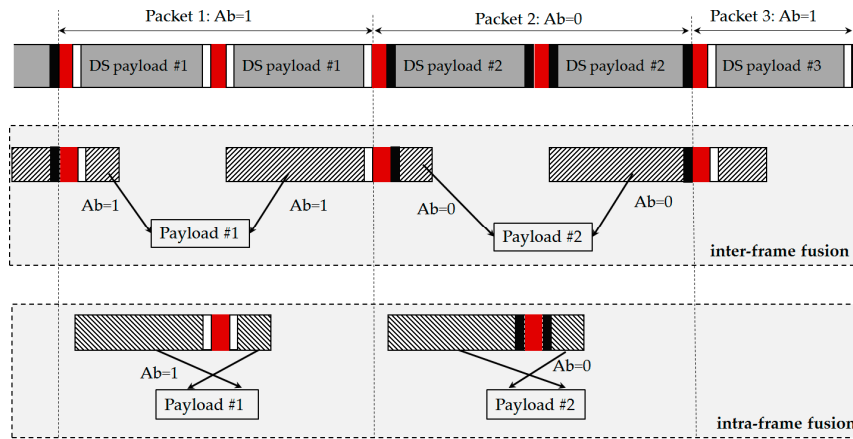 Packet 1: Ab=1
Packet 2: Ab=0
Packet 3: Ab=1
DS payload #1
DS payload #1
DS payload #2
DS payload #2
DS payload #3
Ab=1
Ab=1
Ab=0
Ab=0
Payload #1
Payload #2
inter-frame fusion
Ab=1
Ab=0
Payload #1
Payload #2
intra-frame fusion